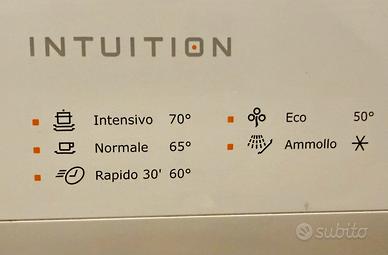 INTUITION
Intensivo 70°
Normale 65°
Rapido 30' 60°
Eco 50°
Ammollo
subito